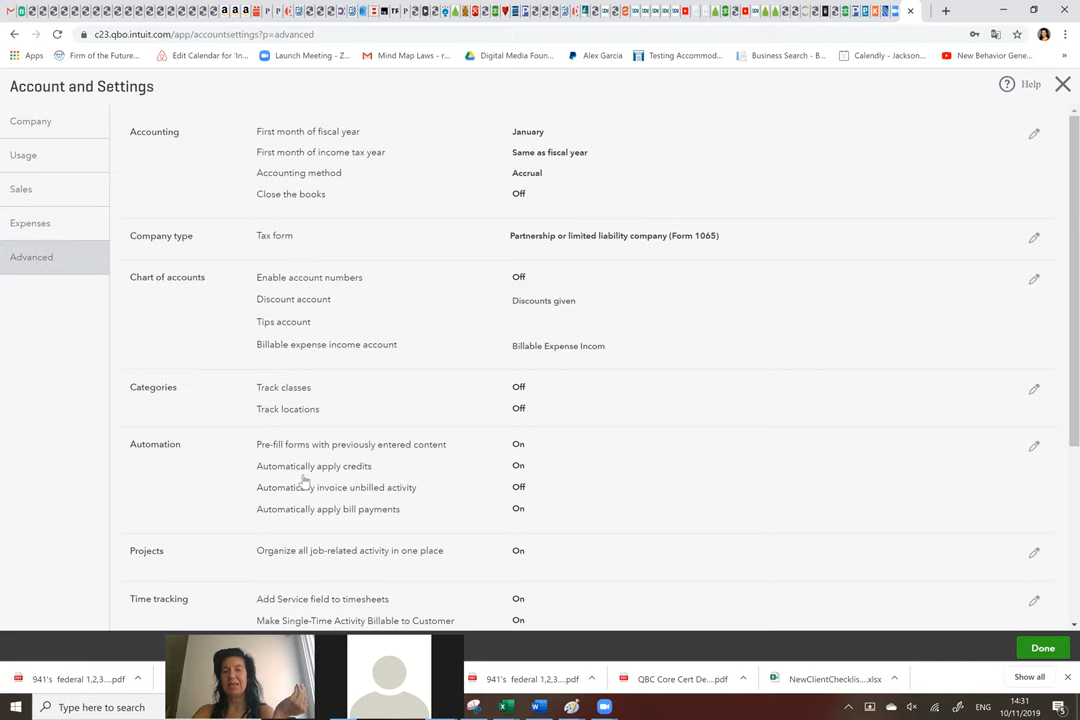 c23.qbo.intuit.com/app/accountsettings?p=advanced
Apps
Firm of the Future...
Edit Calendar for 'In...
Launch Meeting - Z...
Mind Map Laws - r...
Digital Media Foun...
Alex Garcia
Testing Accommod...
Business Search - B...
Calendly - Jackson...
New Behavior Gene...
Account and Settings
Help
Company
Usage
Sales
Expenses
Advanced
Accounting
First month of fiscal year January
First month of income tax year Same as fiscal year
Accounting method Accrual
Close the books Off
Company type Tax form Partnership or limited liability company (Form 1065)
Chart of accounts Enable account numbers Off
Discount account Discounts given
Tips account
Billable expense income account Billable Expense Incom
Categories Track classes Off
Track locations Off
Automation Pre-fill forms with previously entered content On
Automatically apply credits On
Automatically invoice unbilled activity Off
Automatically apply bill payments On
Projects Organize all job-related activity in one place On
Time tracking Add Service field to timesheets On
Make Single-Time Activity Billable to Customer On
Done
941's federal 1,2,3....pdf
941's federal 1,2,3....pdf
QBC Core Cert De....pdf
NewClientChecklis....xlsx
Show all
Type here to search
ENG
14:31
10/11/2019